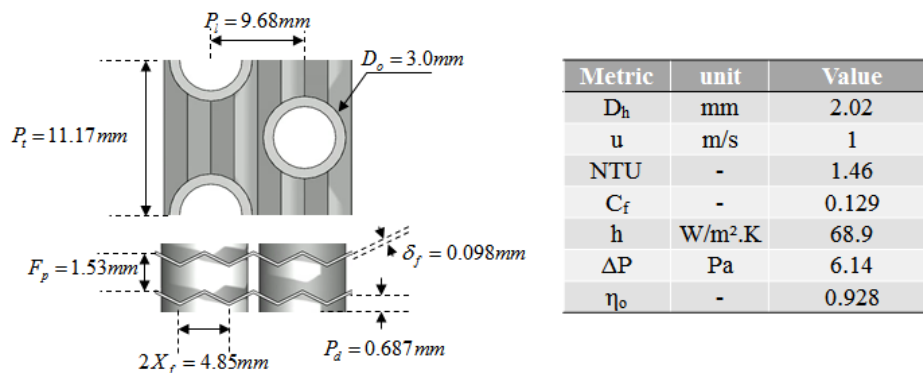 P_l = 9.68mm
D_o = 3.0mm
P_t = 11.17mm
F_p = 1.53mm
δ_f = 0.098mm
P_d = 0.687mm
2X_f = 4.85mm
Metric unit Value
D_h mm 2.02
u m/s 1
NTU - 1.46
C_f - 0.129
h W/m².K 68.9
ΔP Pa 6.14
η_o - 0.928